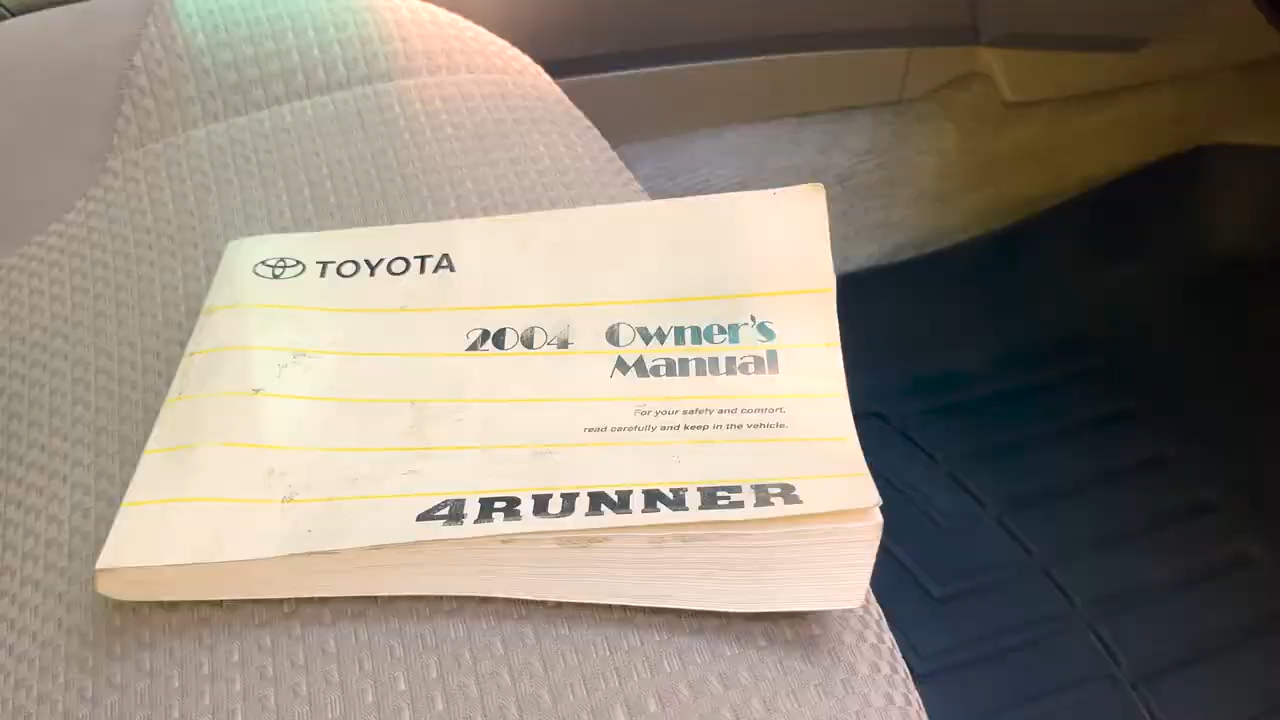 TOYOTA
2004 Owner's
Manual
For your safety and comfort,
read carefully and keep in the vehicle.
4RUNNER